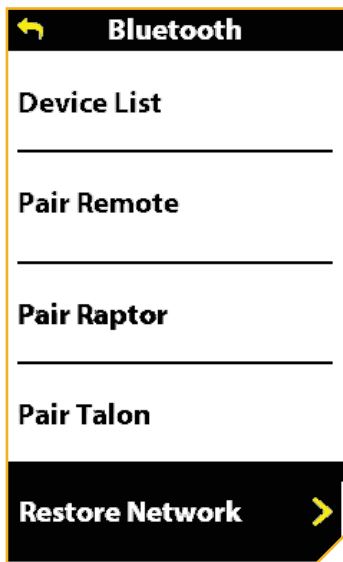 Bluetooth
Device List
Pair Remote
Pair Raptor
Pair Talon
Restore Network